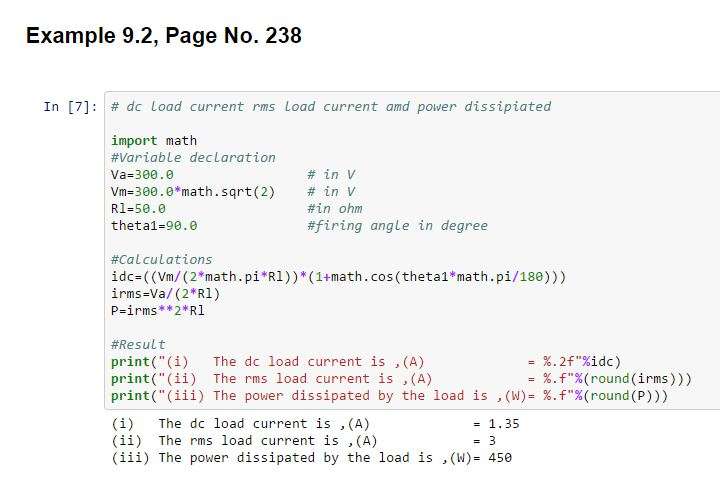 Example 9.2, Page No. 238
In [7]: # dc load current rms load current amd power dissipiated
import math
#Variable declaration
Va=300.0 # in V
Vm=300.0*math.sqrt(2) # in V
Rl=50.0 #in ohm
theta1=90.0 #firing angle in degree
#Calculations
idc=((Vm/(2*math.pi*Rl))*(1+math.cos(theta1*math.pi/180)))
irms=Va/(2*Rl)
P=irms**2*Rl
#Result
print("(i) The dc load current is ,(A) = %.2f"%idc)
print("(ii) The rms load current is ,(A) = %.f"%(round(irms)))
print("(iii) The power dissipated by the load is ,(W)= %.f"%(round(P)))
(i) The dc load current is ,(A) = 1.35
(ii) The rms load current is ,(A) = 3
(iii) The power dissipated by the load is ,(W)= 450